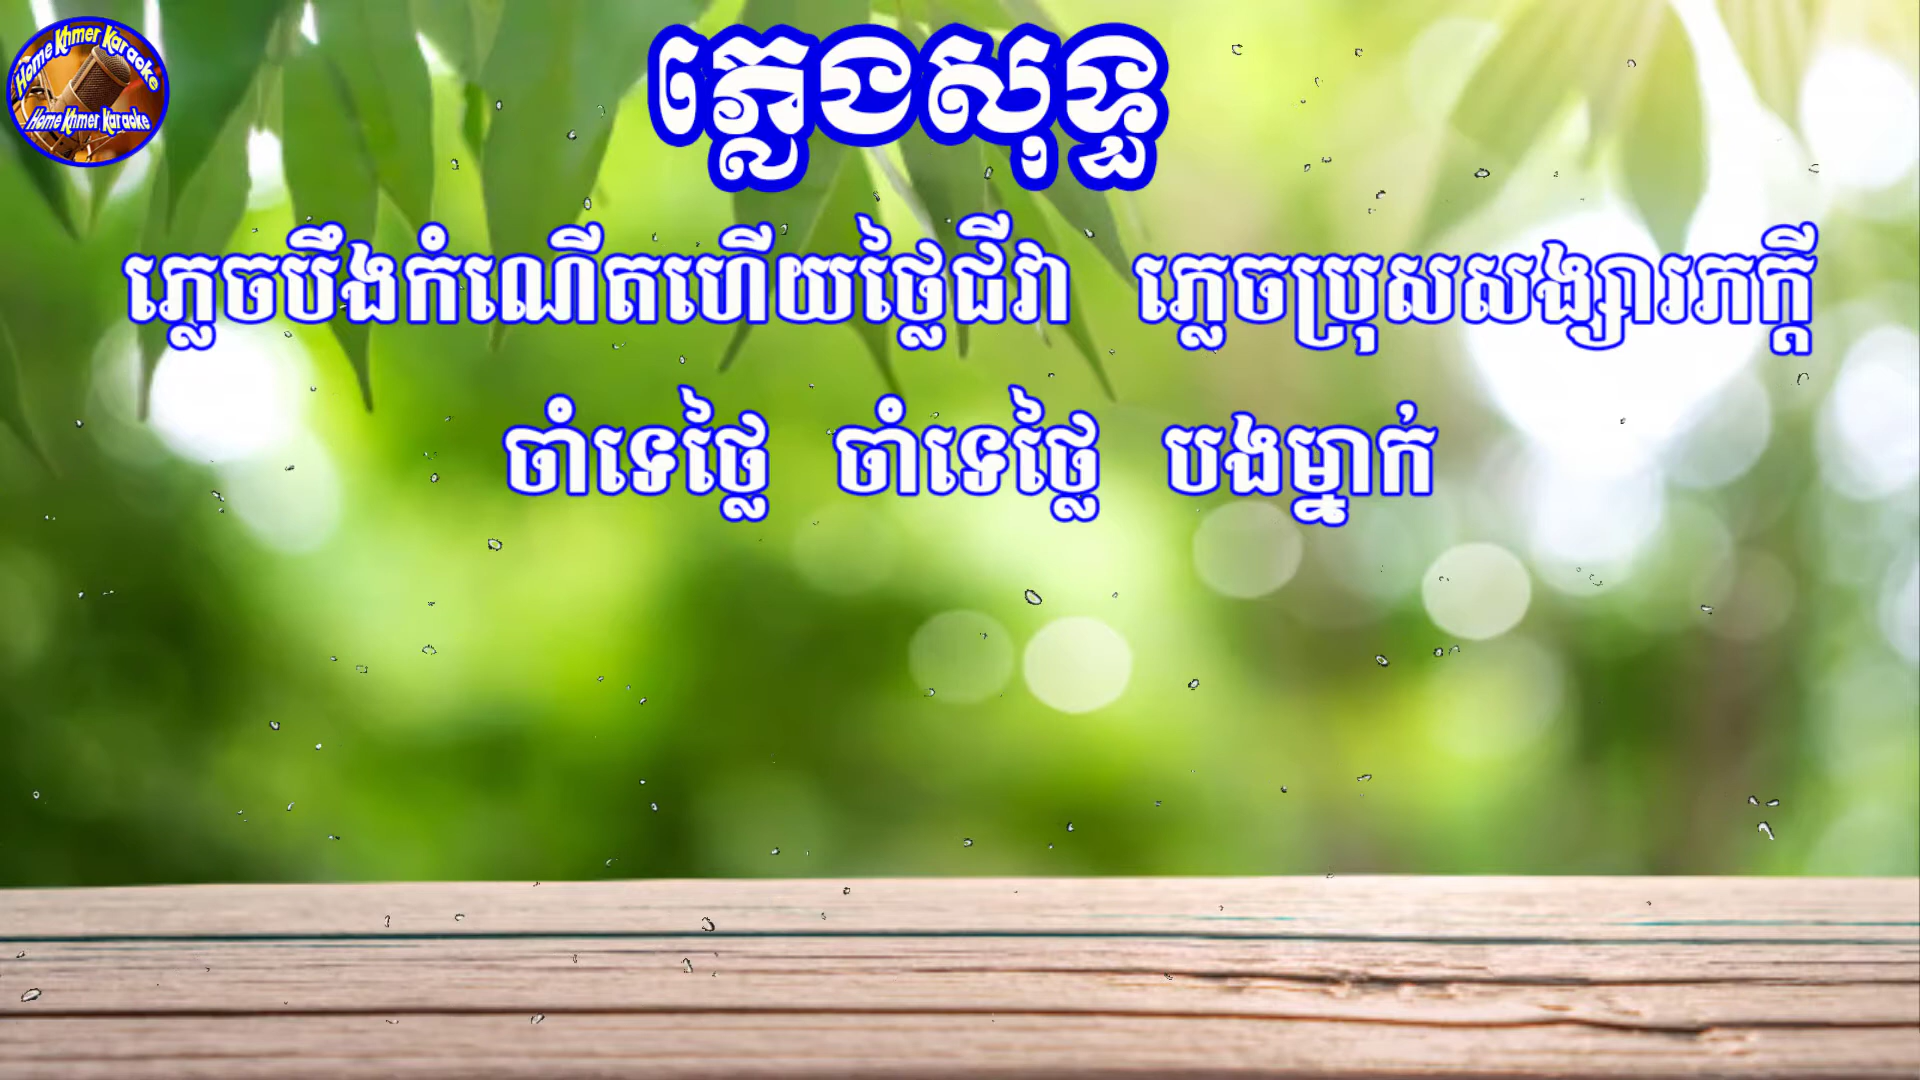 Home Khmer Karaoke
Home Khmer Karaoke
ភ្លេងសុទ្ធ
ភ្លេចបឹងកំណើតហើយថ្លៃជីវា ភ្លេចប្រុសសង្សារភក្ដី
ចាំទេថ្លៃ ចាំទេថ្លៃ បងម្នាក់